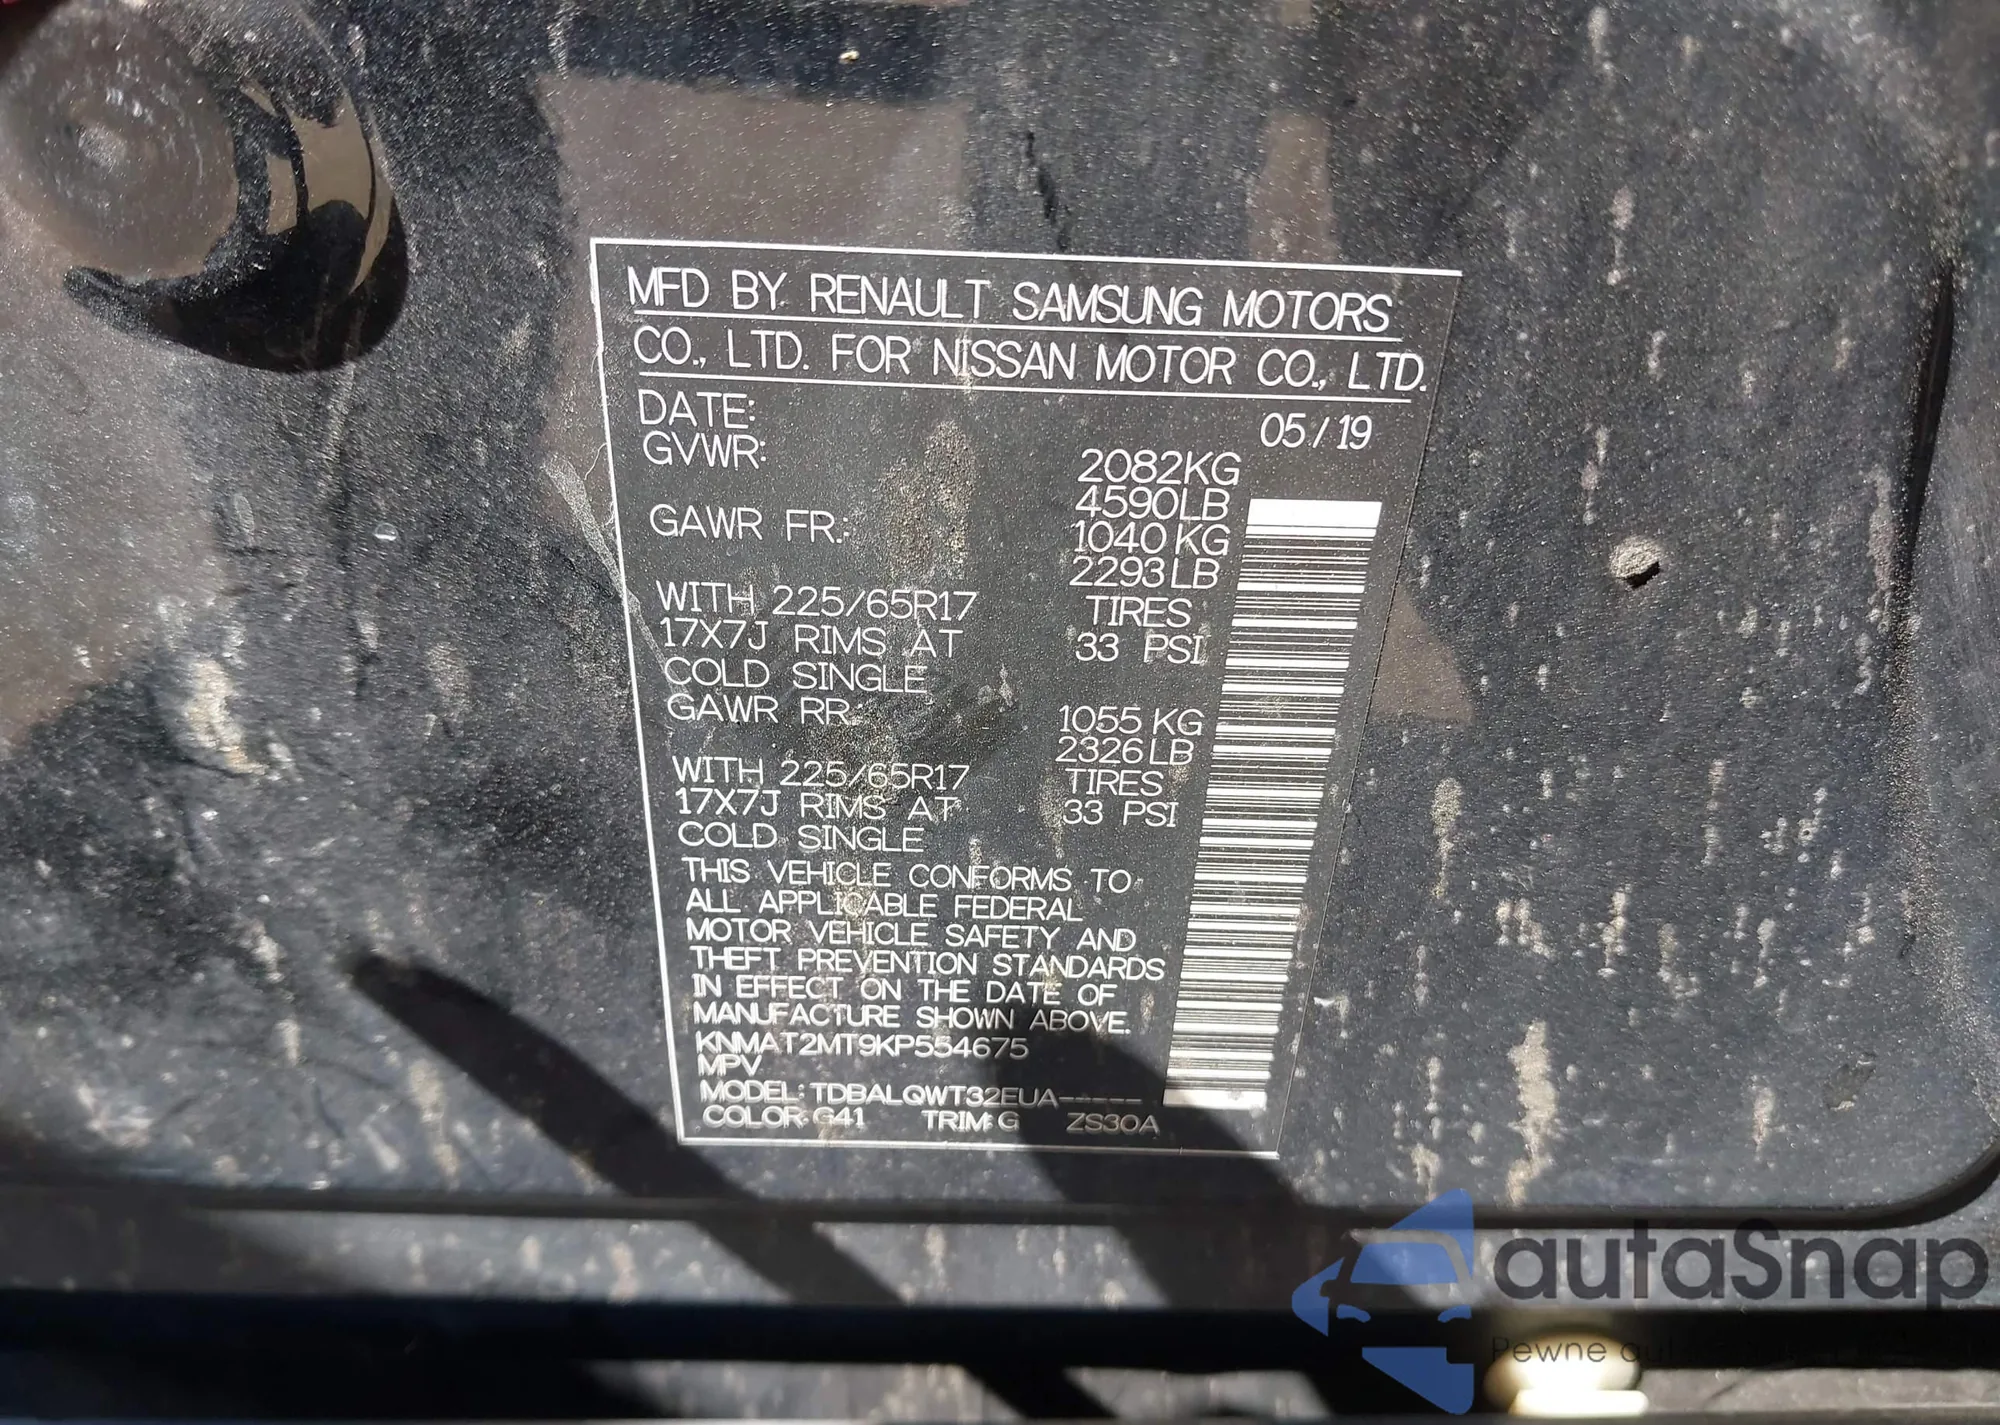 MFD BY RENAULT SAMSUNG MOTORS
CO., LTD. FOR NISSAN MOTOR CO., LTD.
DATE: 05/19
GVWR: 2082KG
4590LB
GAWR FR.: 1040 KG
2293 LB
WITH 225/65R17 TIRES
17X7J RIMS AT 33 PSI
COLD SINGLE
GAWR RR.: 1055 KG
2326 LB
WITH 225/65R17 TIRES
17X7J RIMS AT 33 PSI
COLD SINGLE
THIS VEHICLE CONFORMS TO
ALL APPLICABLE FEDERAL
MOTOR VEHICLE SAFETY AND
THEFT PREVENTION STANDARDS
IN EFFECT ON THE DATE OF
MANUFACTURE SHOWN ABOVE.
KNMAT2MT9KP554675
MPV
MODEL: TDBALQWT32EUA-----
COLOR: G41 TRIM: G ZS30A
autaSnap
Pewne